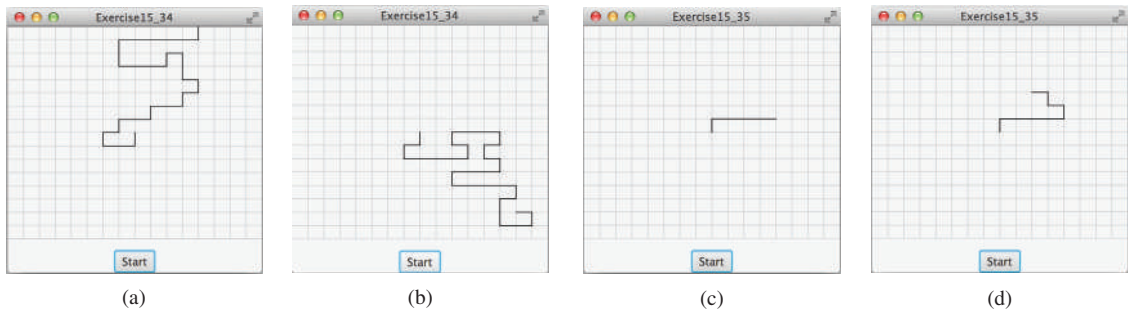 Exercise15_34
Exercise15_34
Exercise15_35
Exercise15_35
Start
Start
Start
Start
(a)
(b)
(c)
(d)